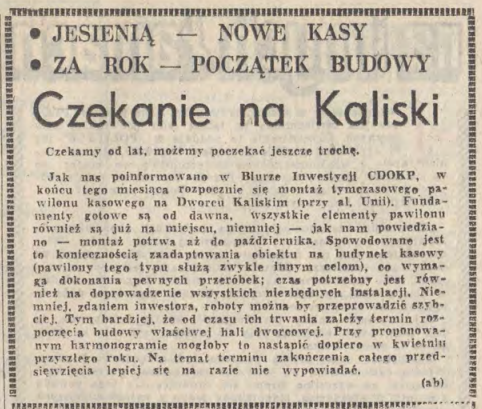 • JESIENIĄ — NOWE KASY
• ZA ROK — POCZĄTEK BUDOWY
Czekanie na Kaliski
Czekamy od lat, możemy poczekać jeszcze trochę.
Jak nas poinformowano w Biurze Inwestycji CDOKP, w
końcu tego miesiąca rozpocznie się montaż tymczasowego pa-
wilonu kasowego na Dworcu Kaliskim (przy al. Unii). Funda-
menty gotowe są od dawna, wszystkie elementy pawilonu
również są już na miejscu, niemniej — jak nam powiedzia-
no — montaż potrwa aż do października. Spowodowane jest
to koniecznością zaadaptowania obiektu na budynek kasowy
(pawilony tego typu służą zwykle innym celom), co wyma-
ga dokonania pewnych przeróbek; czas potrzebny jest rów-
nież na doprowadzenie wszystkich niezbędnych instalacji. Nie-
mniej, zdaniem inwestora, roboty można by przeprowadzić szyb-
ciej. Tym bardziej, że od czasu ich trwania zależy termin roz-
poczęcia budowy właściwej hali dworcowej. Przy proponowa-
nym harmonogramie mogłoby to nastąpić dopiero w kwietniu
przyszłego roku. Na temat terminu zakończenia całego przed-
sięwzięcia lepiej się na razie nie wypowiadać.
(ab)